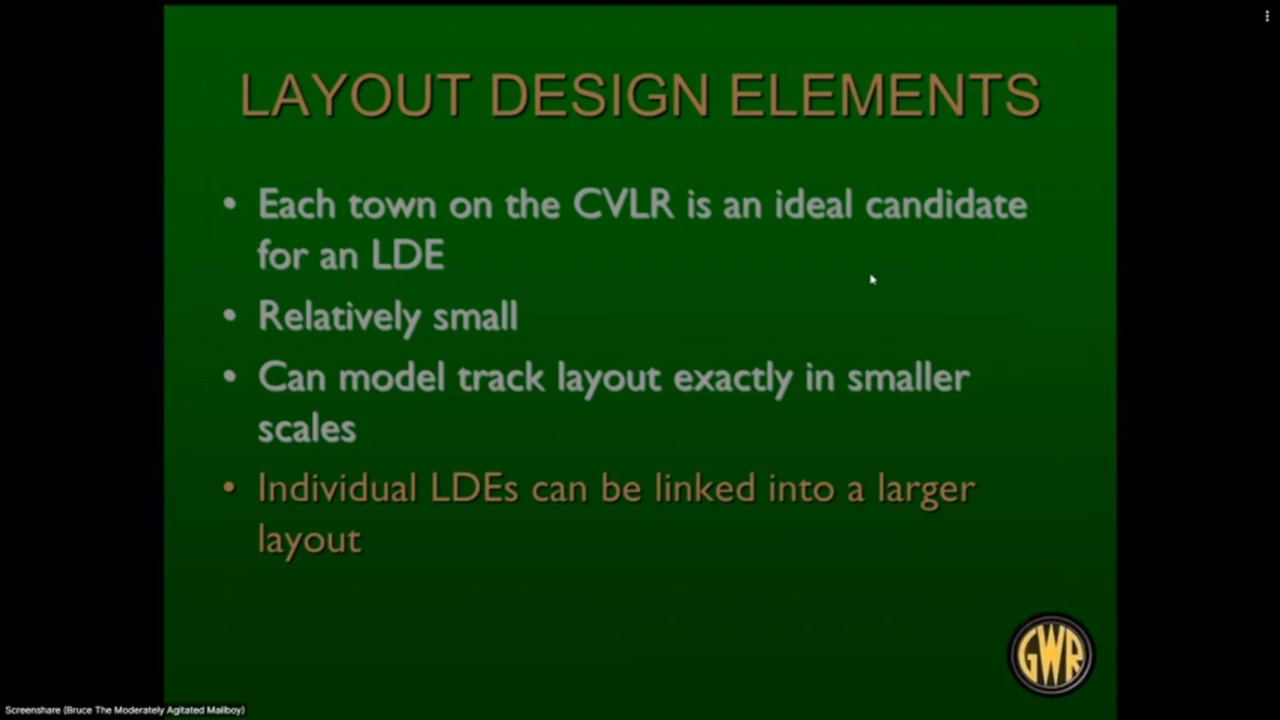 LAYOUT DESIGN ELEMENTS
• Each town on the CVLR is an ideal candidate
for an LDE
• Relatively small
• Can model track layout exactly in smaller
scales
• Individual LDEs can be linked into a larger
layout
GWR
Screenshare (Bruce The Moderately Agitated Mailboy)